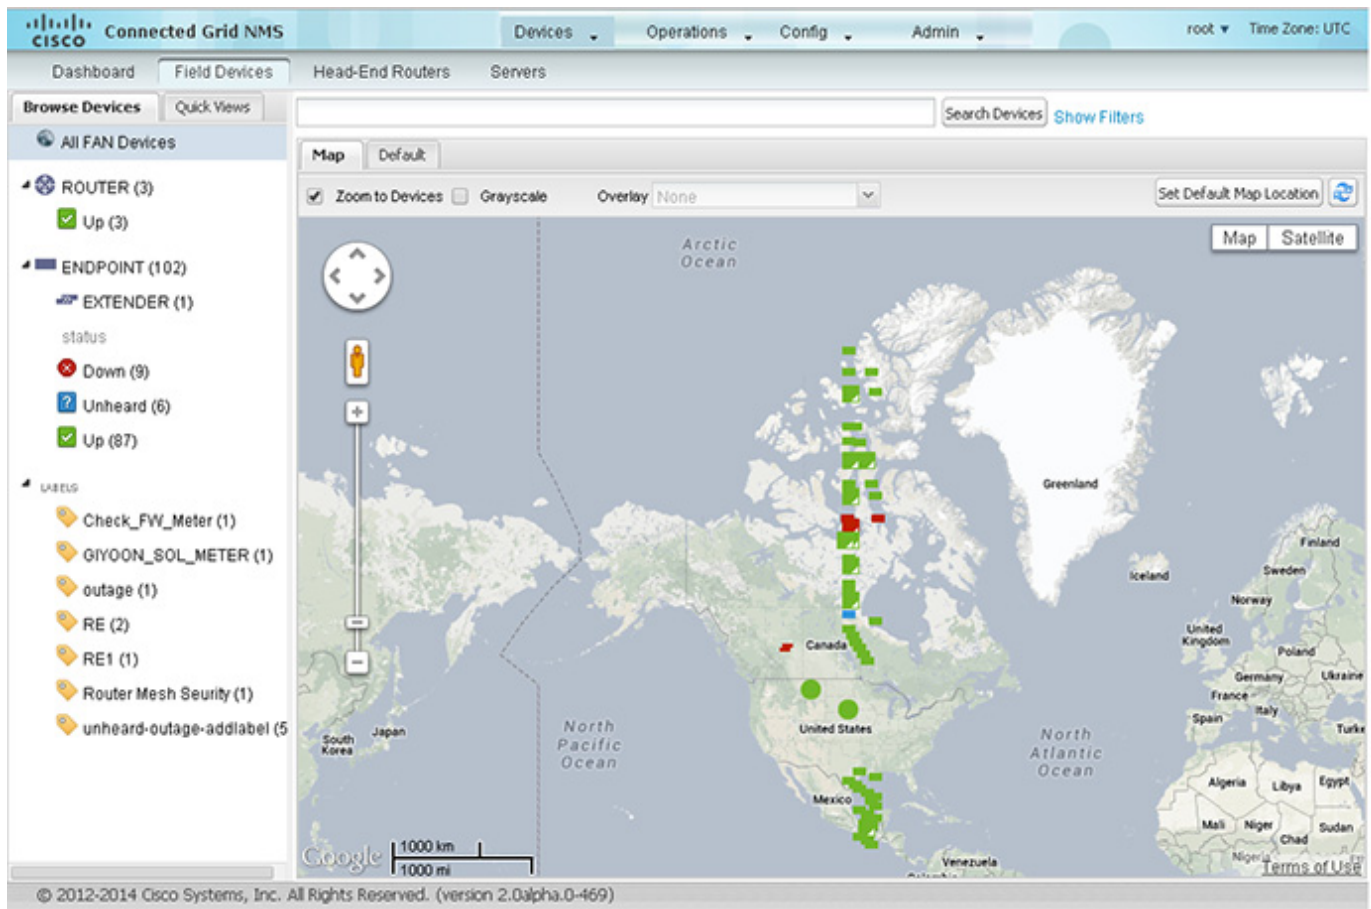 CISCO Connected Grid NMS
Devices Operations Config Admin
root Time Zone: UTC
Dashboard Field Devices Head-End Routers Servers
Browse Devices Quick Views
All FAN Devices
ROUTER (3)
Up (3)
ENDPOINT (102)
EXTENDER (1)
status
Down (9)
Unheard (6)
Up (87)
LABELS
Check_FW_Meter (1)
GIYOON_SOL_METER (1)
outage (1)
RE (2)
RE1 (1)
Router Mesh Seurity (1)
unheard-outage-addlabel (5
Search Devices Show Filters
Map Default
Zoom to Devices Grayscale Overlay None
Set Default Map Location
Map Satellite
Arctic
Ocean
Greenland
Finland
Iceland
Sweden
Norway
United
Kingdom
Canada
Poland
Germany
Ukraine
France
Italy
Spain
Turke
United States
North
Pacific
Ocean
North
Atlantic
Ocean
South
Korea
Japan
Mexico
Algeria
Libya
Egypt
Mali
Niger
Chad
Sudan
Venezuela
Google
1000 km
1000 mi
Terms of Use
© 2012-2014 Cisco Systems, Inc. All Rights Reserved. (version 2.0alpha.0-469)